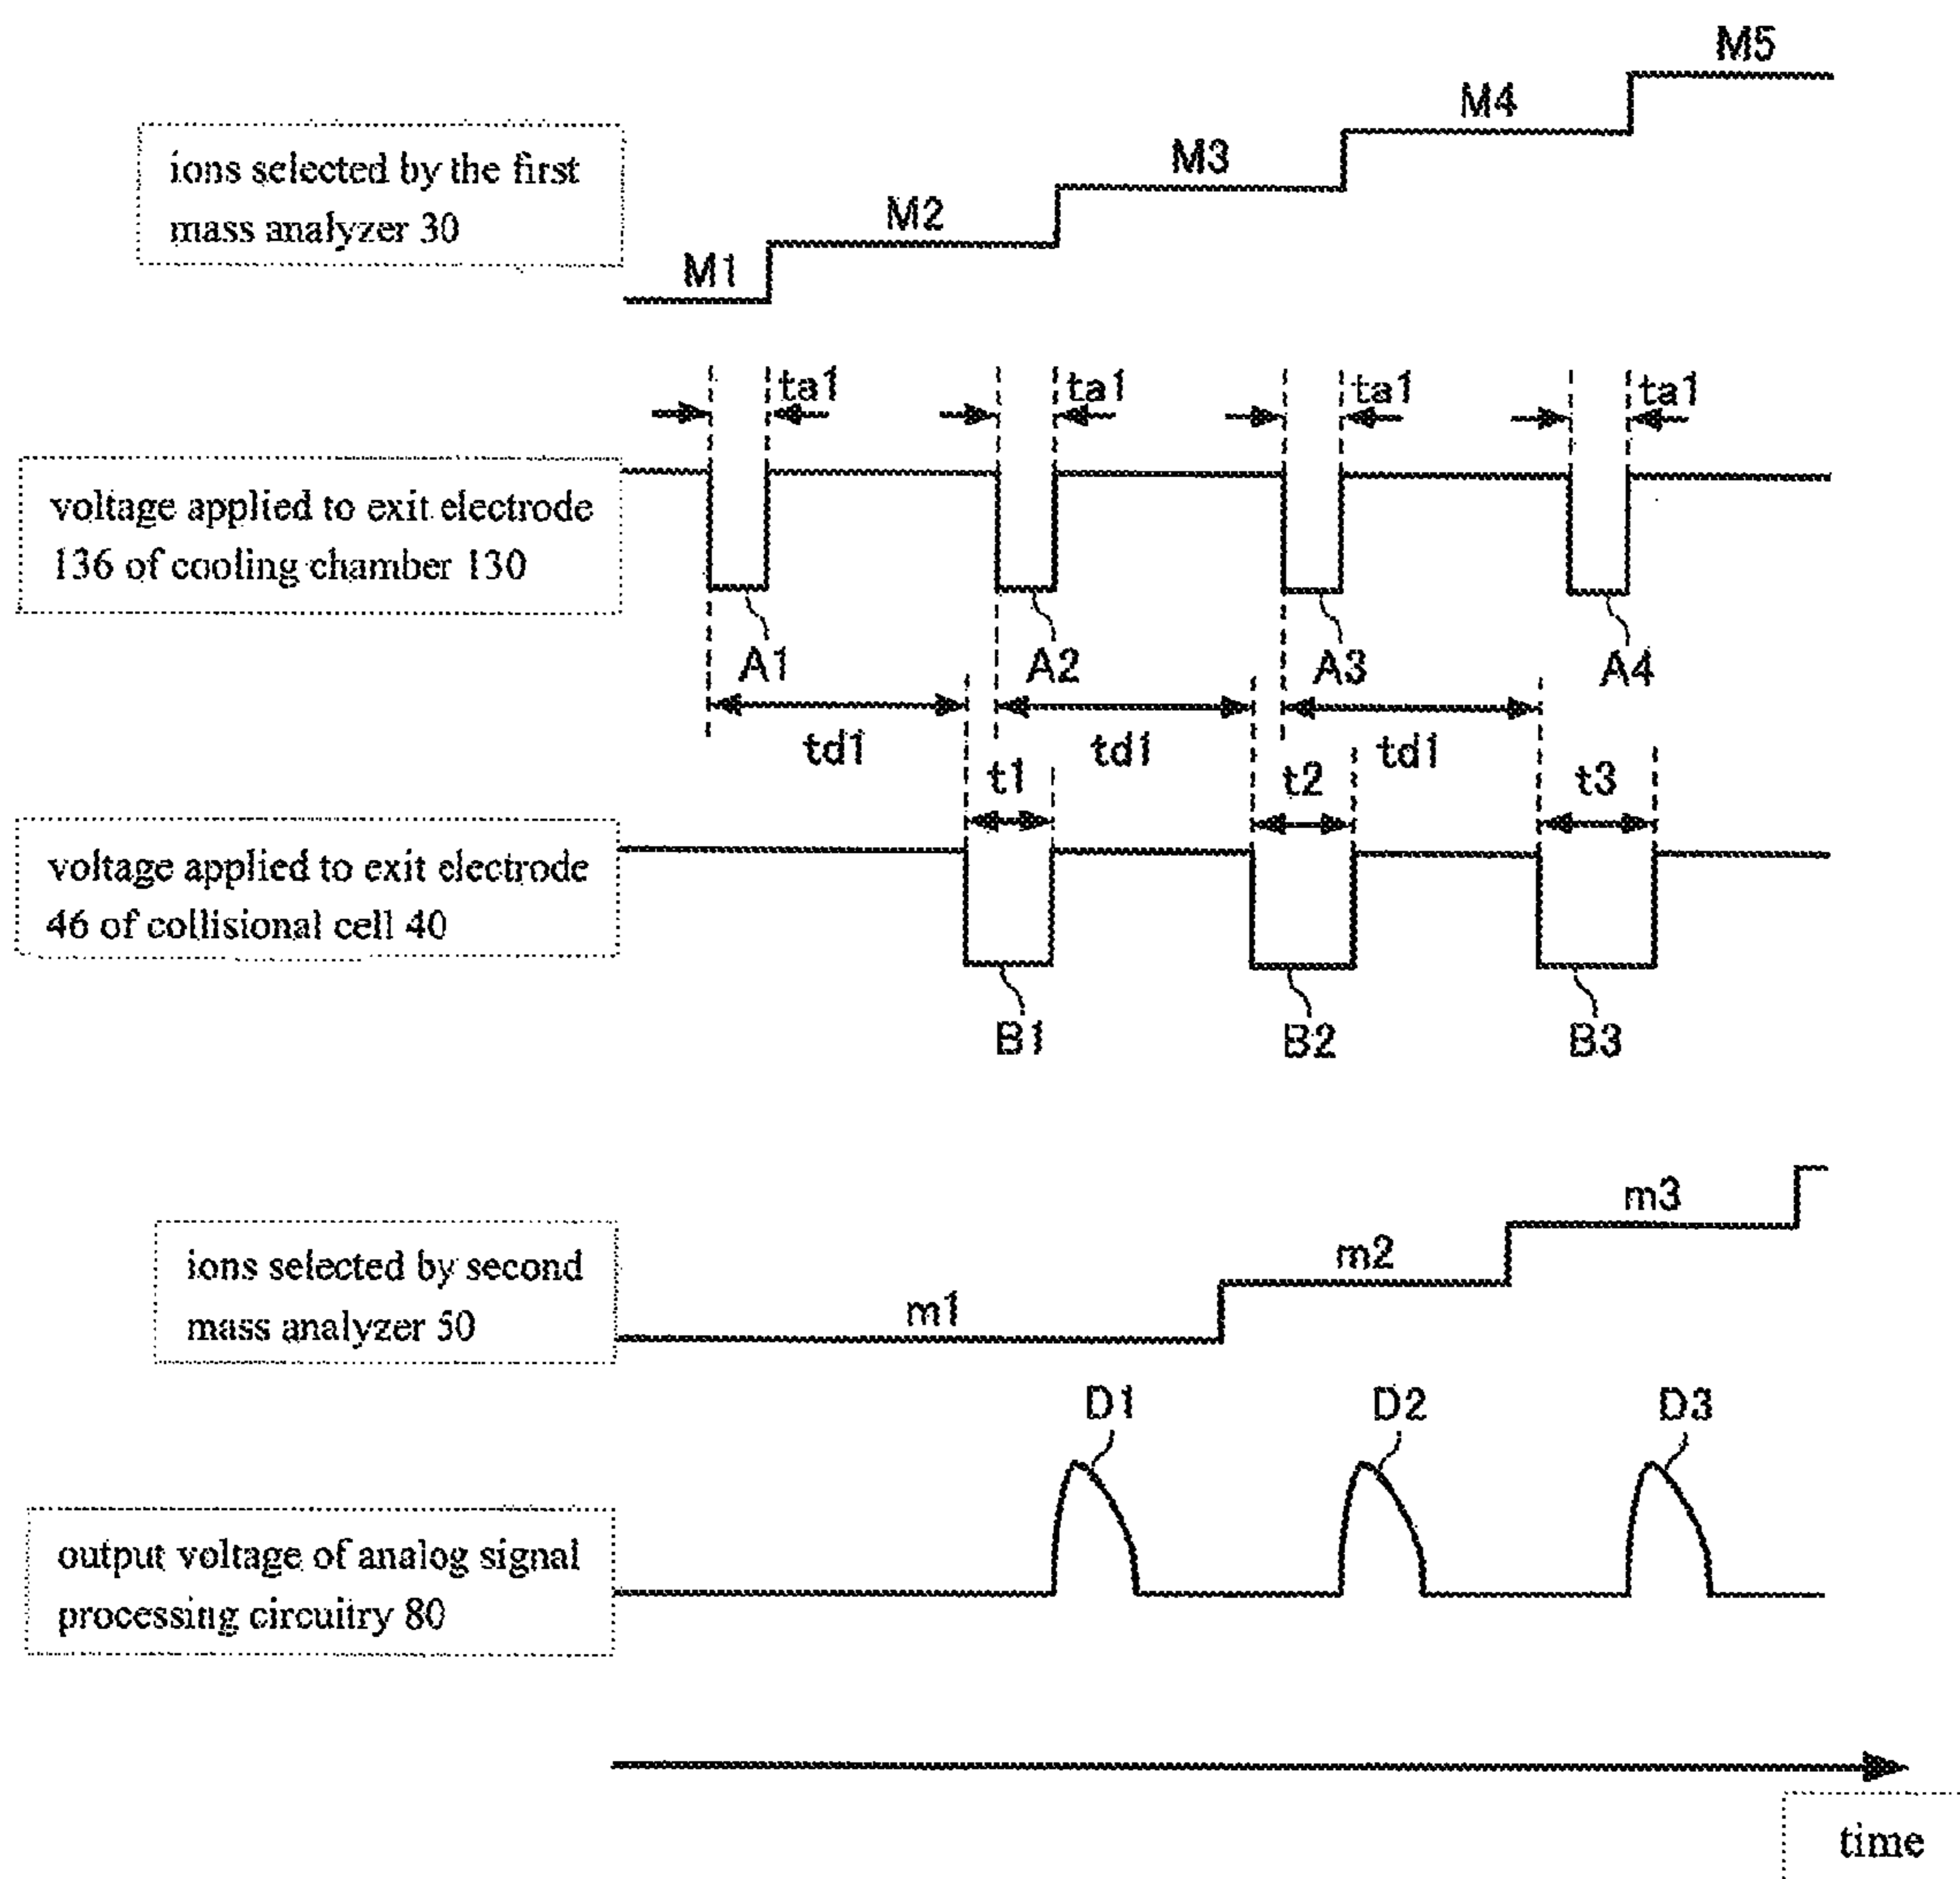 M5
M4
M3
M2
M1
ions selected by the first
mass analyzer 30
ta1 ta1 ta1 ta1
voltage applied to exit electrode
136 of cooling chamber 130
A1 A2 A3 A4
td1 td1 td1
t1 t2 t3
voltage applied to exit electrode
46 of collisional cell 40
B1 B2 B3
m3
m2
m1
ions selected by second
mass analyzer 50
D1 D2 D3
output voltage of analog signal
processing circuitry 80
time